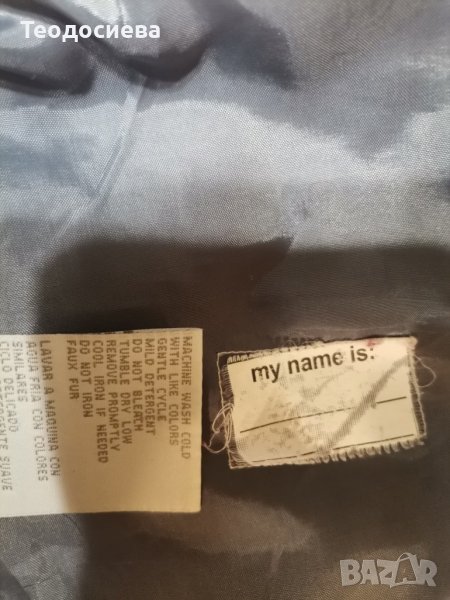 Теодосиева
my name is:
MACHINE WASH COLD
WITH LIKE COLORS
GENTLE CYCLE
MILD DETERGENT
DO NOT BLEACH
TUMBLE DRY LOW
REMOVE PROMPTLY
COOL IRON IF NEEDED
DO NOT IRON
FAUX FUR
LAVAR A MAQUINA CON
AGUA FRIA CON COLORES
SIMILARES
CICLO DELICADO
SUAVE
BAZAR